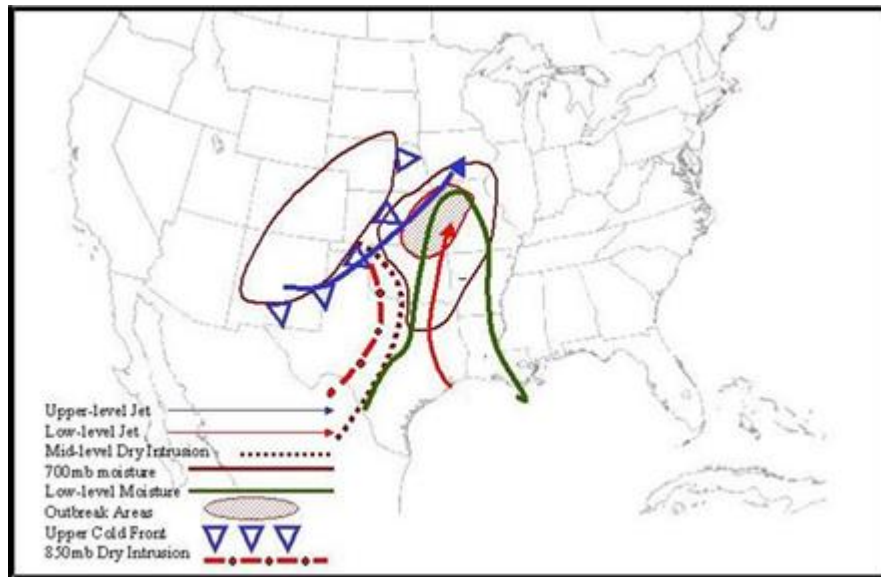 Upper-level Jet
Low-level Jet
Mid-level Dry Intrusion
700mb moisture
Low-level Moisture
Outbreak Areas
Upper Cold Front
850mb Dry Intrusion